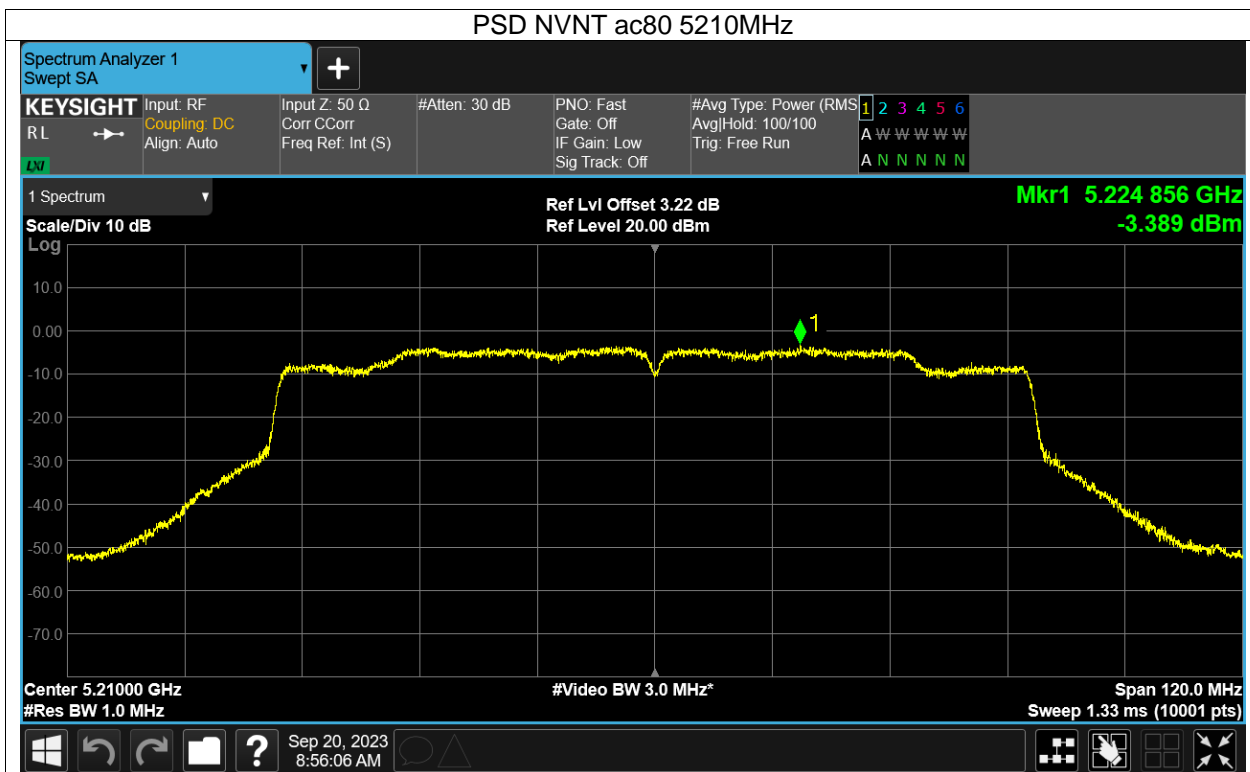 PSD NVNT ac80 5210MHz
Spectrum Analyzer 1
Swept SA
▼
+
KEYSIGHT
RL
LXI
Input: RF
Coupling: DC
Align: Auto
Input Z: 50 Ω
Corr CCorr
Freq Ref: Int (S)
#Atten: 30 dB
PNO: Fast
Gate: Off
IF Gain: Low
Sig Track: Off
#Avg Type: Power (RMS
Avg|Hold: 100/100
Trig: Free Run
1 2 3 4 5 6
A W W W W W
A N N N N N
1 Spectrum ▼
Scale/Div 10 dB
Log
Ref Lvl Offset 3.22 dB
Ref Level 20.00 dBm
Mkr1 5.224 856 GHz
-3.389 dBm
10.0
0.00
-10.0
-20.0
-30.0
-40.0
-50.0
-60.0
-70.0
1
Center 5.21000 GHz
#Res BW 1.0 MHz
#Video BW 3.0 MHz*
Span 120.0 MHz
Sweep 1.33 ms (10001 pts)
?
Sep 20, 2023
8:56:06 AM